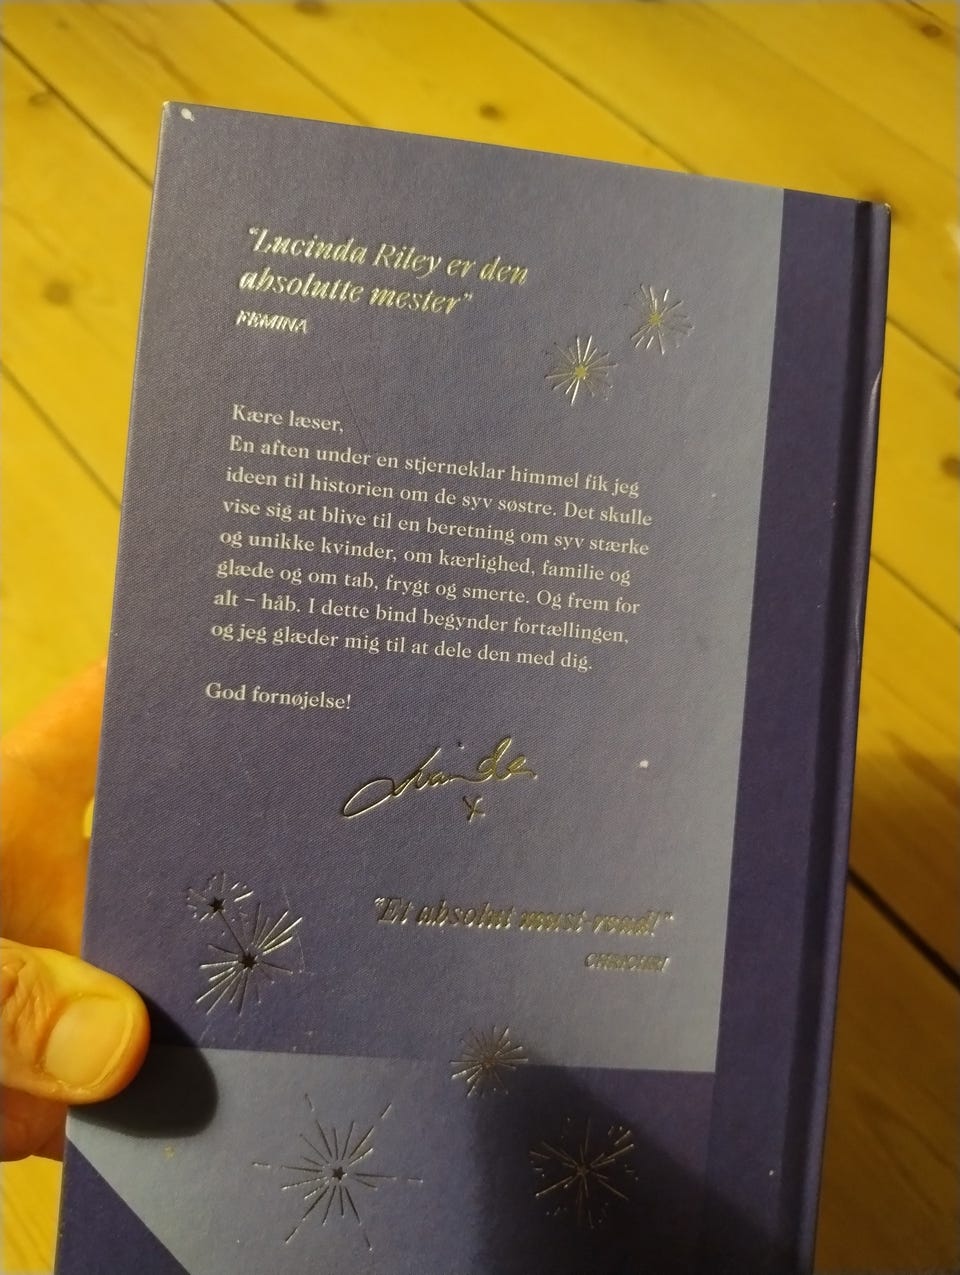 "Lucinda Riley er den
absolutte mester"
FEMINA
Kære læser,
En aften under en stjerneklar himmel fik jeg
ideen til historien om de syv søstre. Det skulle
vise sig at blive til en beretning om syv stærke
og unikke kvinder, om kærlighed, familie og
glæde og om tab, frygt og smerte. Og frem for
alt – håb. I dette bind begynder fortællingen,
og jeg glæder mig til at dele den med dig.
God fornøjelse!
"Et absolut must-read!"